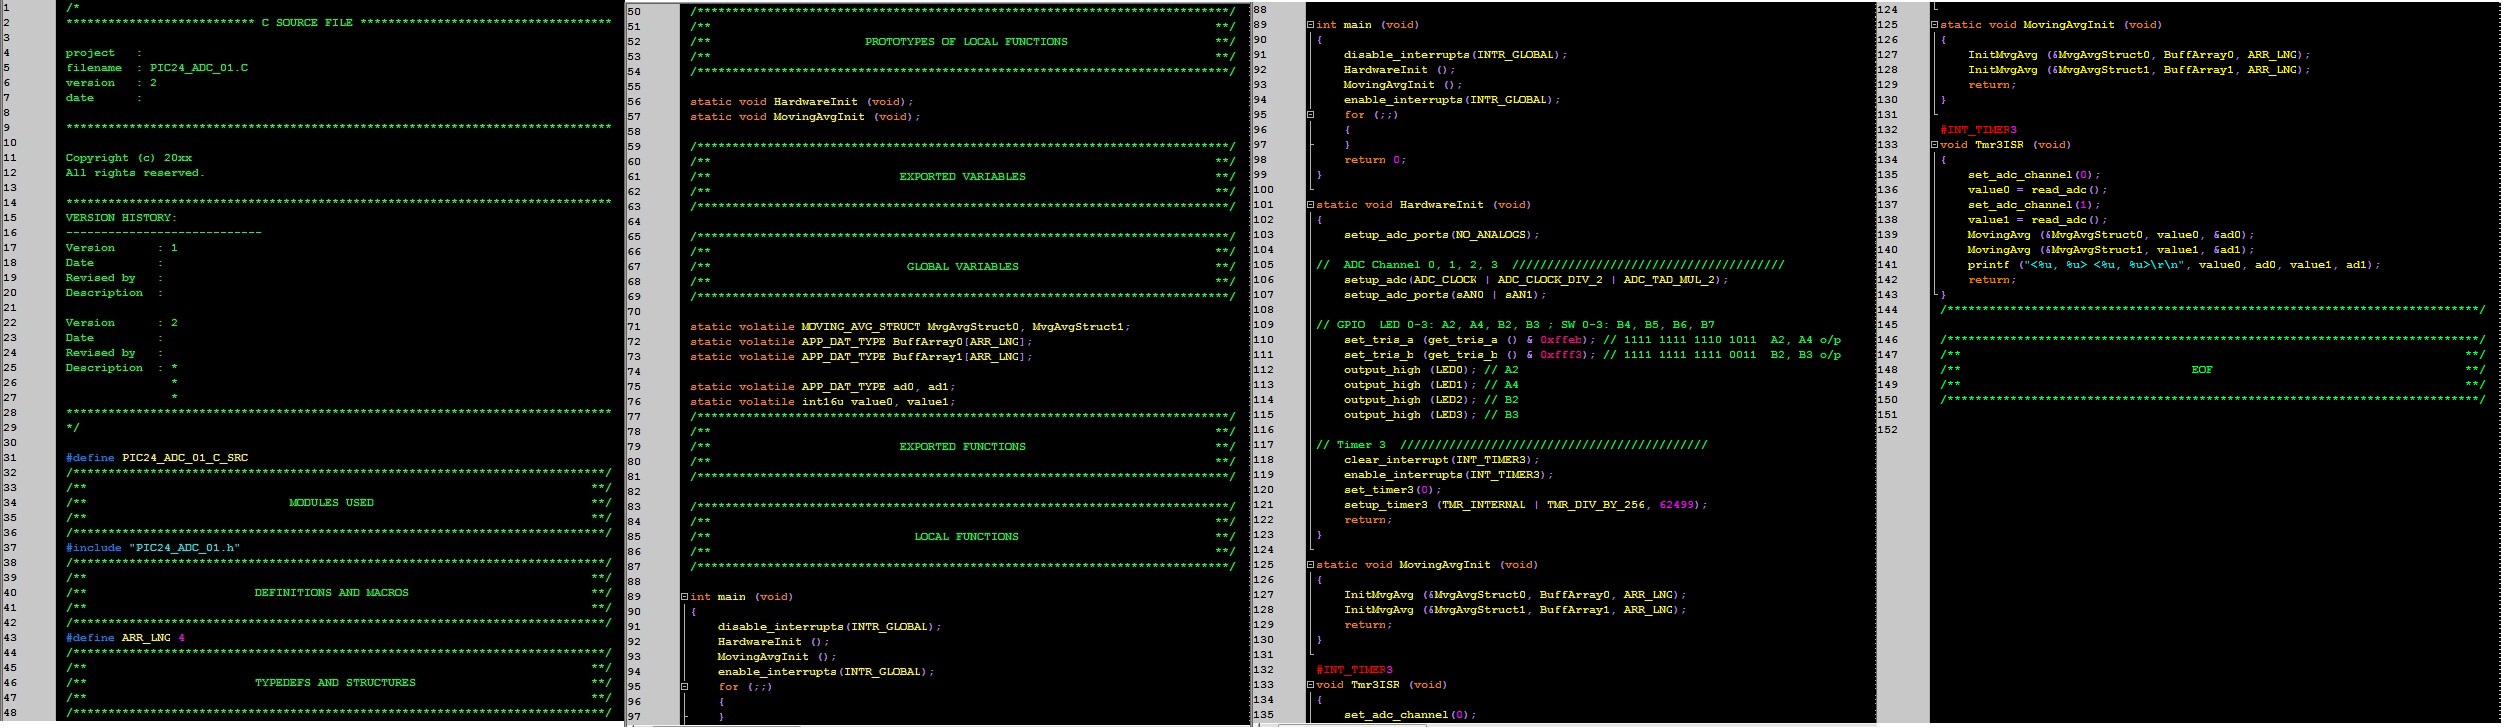 1 /*
2 *************************** C SOURCE FILE ************************************
3
4 project   :
5 filename  : PIC24_ADC_01.C
6 version   : 2
7 date      :
8
9 ******************************************************************************
10
11 Copyright (c) 20xx
12 All rights reserved.
13
14 ******************************************************************************
15 VERSION HISTORY:
16 ----------------------------
17 Version      : 1
18 Date         :
19 Revised by   :
20 Description  :
21
22 Version      : 2
23 Date         :
24 Revised by   :
25 Description  : *
26                *
27                *
28 ******************************************************************************
29 */
30
31 #define PIC24_ADC_01_C_SRC
32 /****************************************************************************/
33 /** **/
34 /** MODULES USED **/
35 /** **/
36 /****************************************************************************/
37 #include "PIC24_ADC_01.h"
38 /****************************************************************************/
39 /** **/
40 /** DEFINITIONS AND MACROS **/
41 /** **/
42 /****************************************************************************/
43 #define ARR_LNG 4
44 /****************************************************************************/
45 /** **/
46 /** TYPEDEFS AND STRUCTURES **/
47 /** **/
48 /****************************************************************************/
50 /****************************************************************************/
51 /** **/
52 /** PROTOTYPES OF LOCAL FUNCTIONS **/
53 /** **/
54 /****************************************************************************/
55
56 static void HardwareInit (void);
57 static void MovingAvgInit (void);
58
59 /****************************************************************************/
60 /** **/
61 /** EXPORTED VARIABLES **/
62 /** **/
63 /****************************************************************************/
64
65 /****************************************************************************/
66 /** **/
67 /** GLOBAL VARIABLES **/
68 /** **/
69 /****************************************************************************/
70
71 static volatile MOVING_AVG_STRUCT MvgAvgStruct0, MvgAvgStruct1;
72 static volatile APP_DAT_TYPE BuffArray0[ARR_LNG];
73 static volatile APP_DAT_TYPE BuffArray1[ARR_LNG];
74
75 static volatile APP_DAT_TYPE ad0, ad1;
76 static volatile int16u value0, value1;
77 /****************************************************************************/
78 /** **/
79 /** EXPORTED FUNCTIONS **/
80 /** **/
81 /****************************************************************************/
82
83 /****************************************************************************/
84 /** **/
85 /** LOCAL FUNCTIONS **/
86 /** **/
87 /****************************************************************************/
88
89 int main (void)
90 {
91     disable_interrupts(INTR_GLOBAL);
92     HardwareInit ();
93     MovingAvgInit ();
94     enable_interrupts(INTR_GLOBAL);
95     for (;;)
96     {
97     }
88
89 int main (void)
90 {
91     disable_interrupts(INTR_GLOBAL);
92     HardwareInit ();
93     MovingAvgInit ();
94     enable_interrupts(INTR_GLOBAL);
95     for (;;)
96     {
97     }
98     return 0;
99 }
100
101 static void HardwareInit (void)
102 {
103     setup_adc_ports(NO_ANALOGS);
104
105 //  ADC Channel 0, 1, 2, 3  ///////////////////////////////////////
106     setup_adc(ADC_CLOCK | ADC_CLOCK_DIV_2 | ADC_TAD_MUL_2);
107     setup_adc_ports(sAN0 | sAN1);
108
109 // GPIO  LED 0-3: A2, A4, B2, B3 ; SW 0-3: B4, B5, B6, B7
110     set_tris_a (get_tris_a () & 0xffeb); // 1111 1111 1110 1011  A2, A4 o/p
111     set_tris_b (get_tris_b () & 0xfff3); // 1111 1111 1111 0011  B2, B3 o/p
112     output_high (LED0); // A2
113     output_high (LED1); // A4
114     output_high (LED2); // B2
115     output_high (LED3); // B3
116
117 // Timer 3  ////////////////////////////////////////////
118     clear_interrupt(INT_TIMER3);
119     enable_interrupts(INT_TIMER3);
120     set_timer3(0);
121     setup_timer3 (TMR_INTERNAL | TMR_DIV_BY_256, 62499);
122     return;
123 }
124
125 static void MovingAvgInit (void)
126 {
127     InitMvgAvg (&MvgAvgStruct0, BuffArray0, ARR_LNG);
128     InitMvgAvg (&MvgAvgStruct1, BuffArray1, ARR_LNG);
129     return;
130 }
131
132 #INT_TIMER3
133 void Tmr3ISR (void)
134 {
135     set_adc_channel(0);
124
125 static void MovingAvgInit (void)
126 {
127     InitMvgAvg (&MvgAvgStruct0, BuffArray0, ARR_LNG);
128     InitMvgAvg (&MvgAvgStruct1, BuffArray1, ARR_LNG);
129     return;
130 }
131
132 #INT_TIMER3
133 void Tmr3ISR (void)
134 {
135     set_adc_channel(0);
136     value0 = read_adc();
137     set_adc_channel(1);
138     value1 = read_adc();
139     MovingAvg (&MvgAvgStruct0, value0, &ad0);
140     MovingAvg (&MvgAvgStruct1, value1, &ad1);
141     printf ("<%u, %u> <%u, %u>\r\n", value0, ad0, value1, ad1);
142     return;
143 }
144 /****************************************************************************/
145
146 /****************************************************************************/
147 /** **/
148 /** EOF **/
149 /** **/
150 /****************************************************************************/
151
152